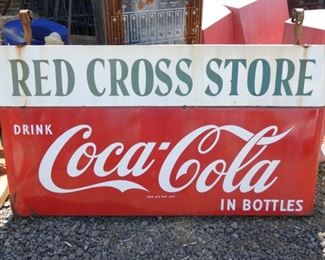 RED CROSS STORE
DRINK
Coca-Cola
IN BOTTLES